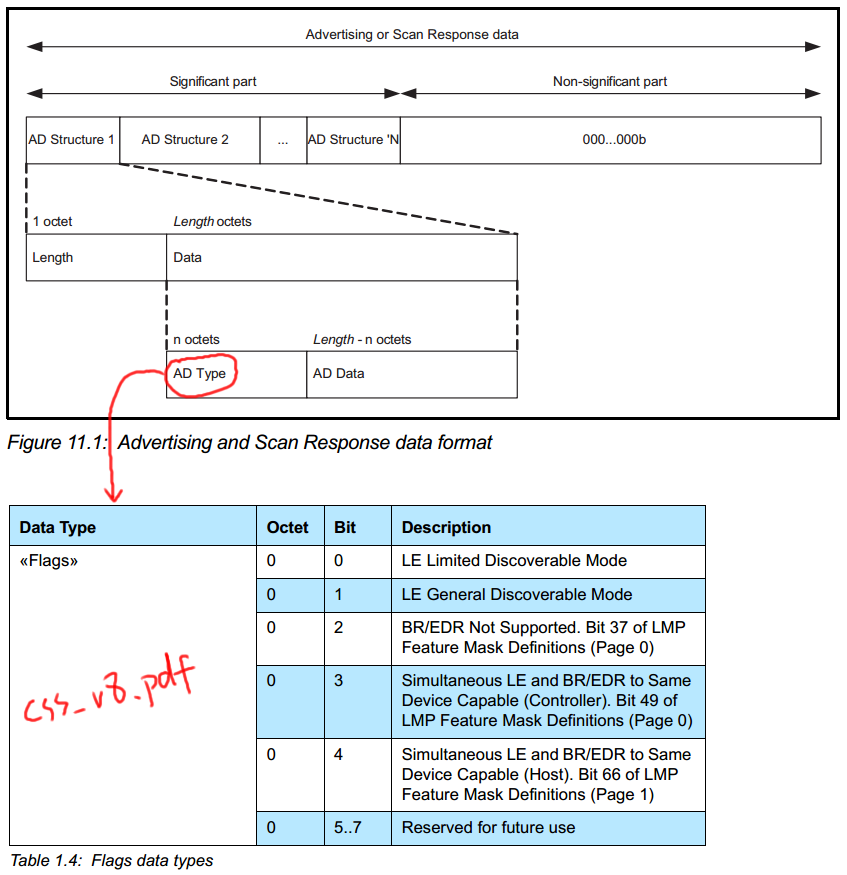 Advertising or Scan Response data
Significant part
Non-significant part
AD Structure 1
AD Structure 2
...
AD Structure 'N
000...000b
1 octet
Length octets
Length
Data
n octets
Length - n octets
AD Type
AD Data
Figure 11.1: Advertising and Scan Response data format
Data Type
Octet
Bit
Description
«Flags»
0
0
LE Limited Discoverable Mode
0
1
LE General Discoverable Mode
0
2
BR/EDR Not Supported. Bit 37 of LMP
Feature Mask Definitions (Page 0)
css_v8.pdf
0
3
Simultaneous LE and BR/EDR to Same
Device Capable (Controller). Bit 49 of
LMP Feature Mask Definitions (Page 0)
0
4
Simultaneous LE and BR/EDR to Same
Device Capable (Host). Bit 66 of LMP
Feature Mask Definitions (Page 1)
0
5..7
Reserved for future use
Table 1.4: Flags data types